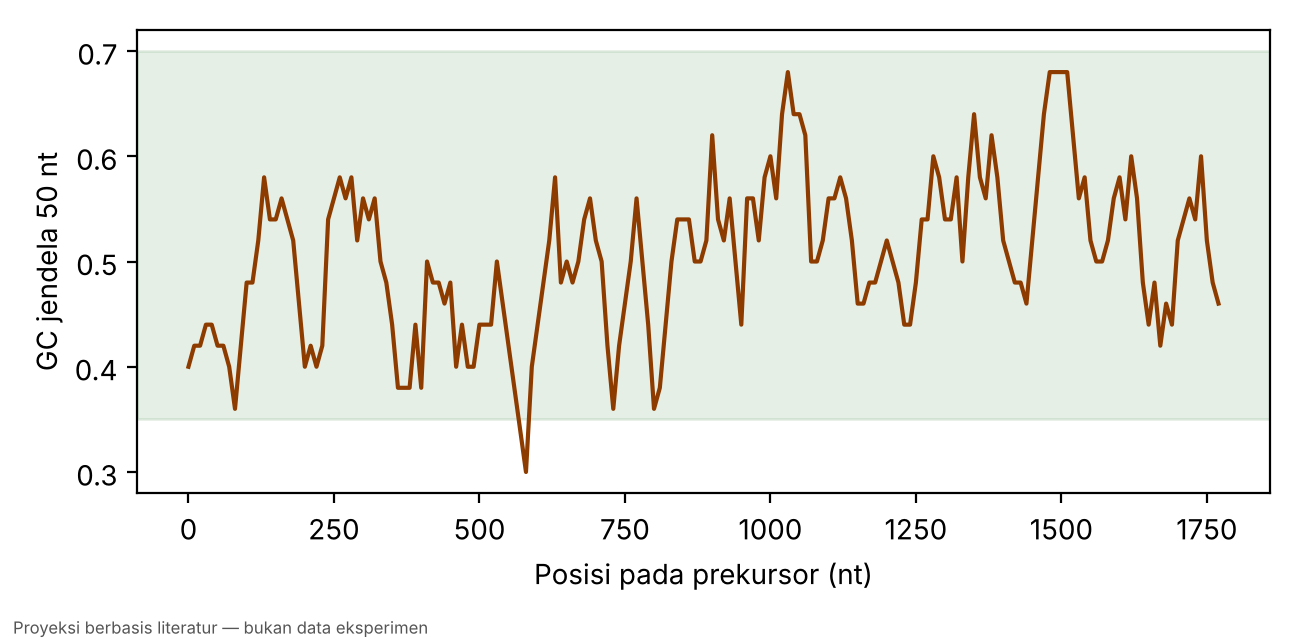 0.7
0.6
0.5
0.4
0.3
GC jendela 50 nt
0 250 500 750 1000 1250 1500 1750
Posisi pada prekursor (nt)
Proyeksi berbasis literatur — bukan data eksperimen